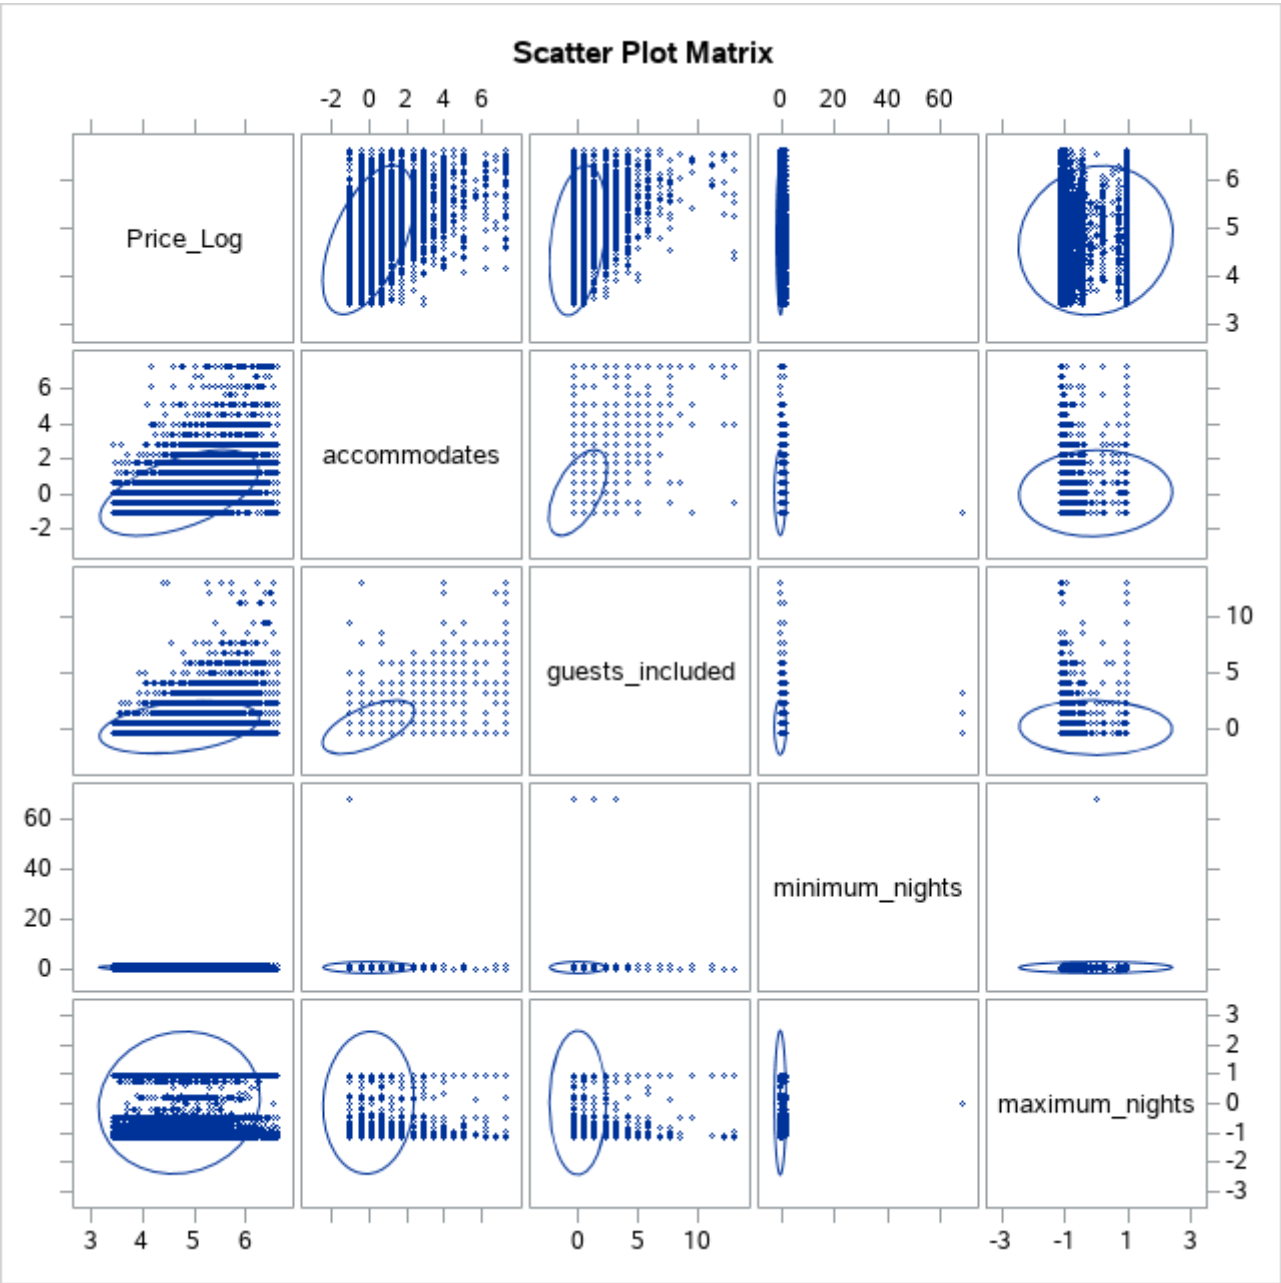 Scatter Plot Matrix
-2 0 2 4 6
0 20 40 60
Price_Log
6
5
4
3
6
4
2
0
-2
accommodates
guests_included
10
5
0
60
40
20
0
minimum_nights
maximum_nights
3
2
1
0
-1
-2
-3
3 4 5 6
0 5 10
-3 -1 1 3